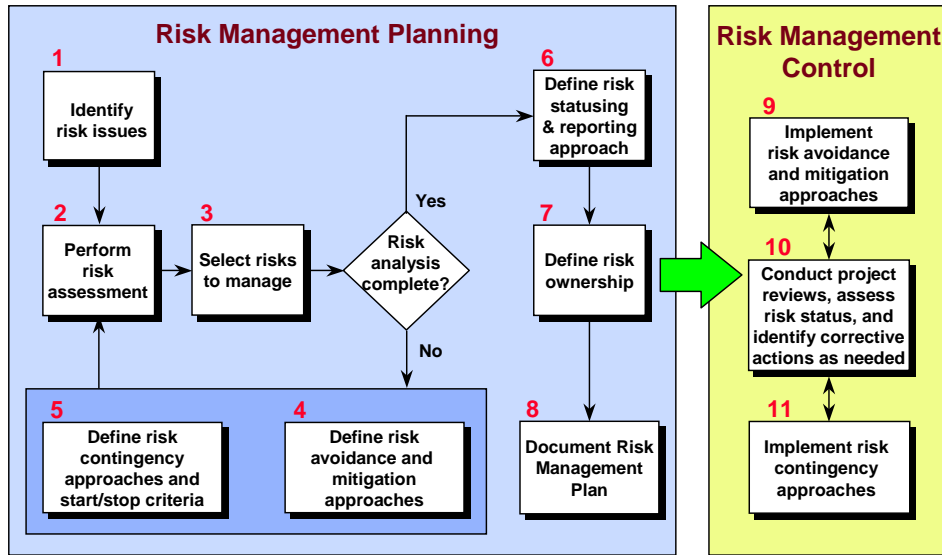 Risk Management Planning
1
Identify
risk issues
2
Perform
risk
assessment
3
Select risks
to manage
Risk
analysis
complete?
Yes
No
5
Define risk
contingency
approaches and
start/stop criteria
4
Define risk
avoidance and
mitigation
approaches
6
Define risk
statusing
& reporting
approach
7
Define risk
ownership
8
Document Risk
Management
Plan
Risk Management
Control
9
Implement
risk avoidance
and mitigation
approaches
10
Conduct project
reviews, assess
risk status, and
identify corrective
actions as needed
11
Implement risk
contingency
approaches